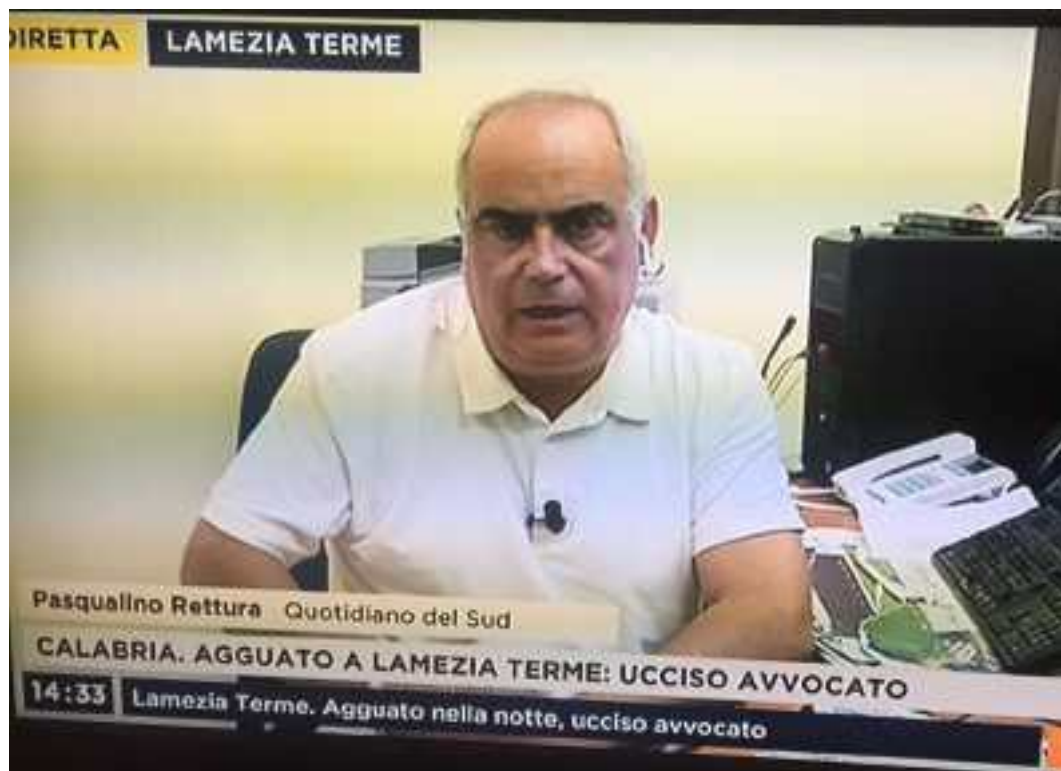 DIRETTA LAMEZIA TERME
Pasqualino Rettura Quotidiano del Sud
CALABRIA. AGGUATO A LAMEZIA TERME: UCCISO AVVOCATO
14:33 Lamezia Terme. Agguato nella notte, ucciso avvocato